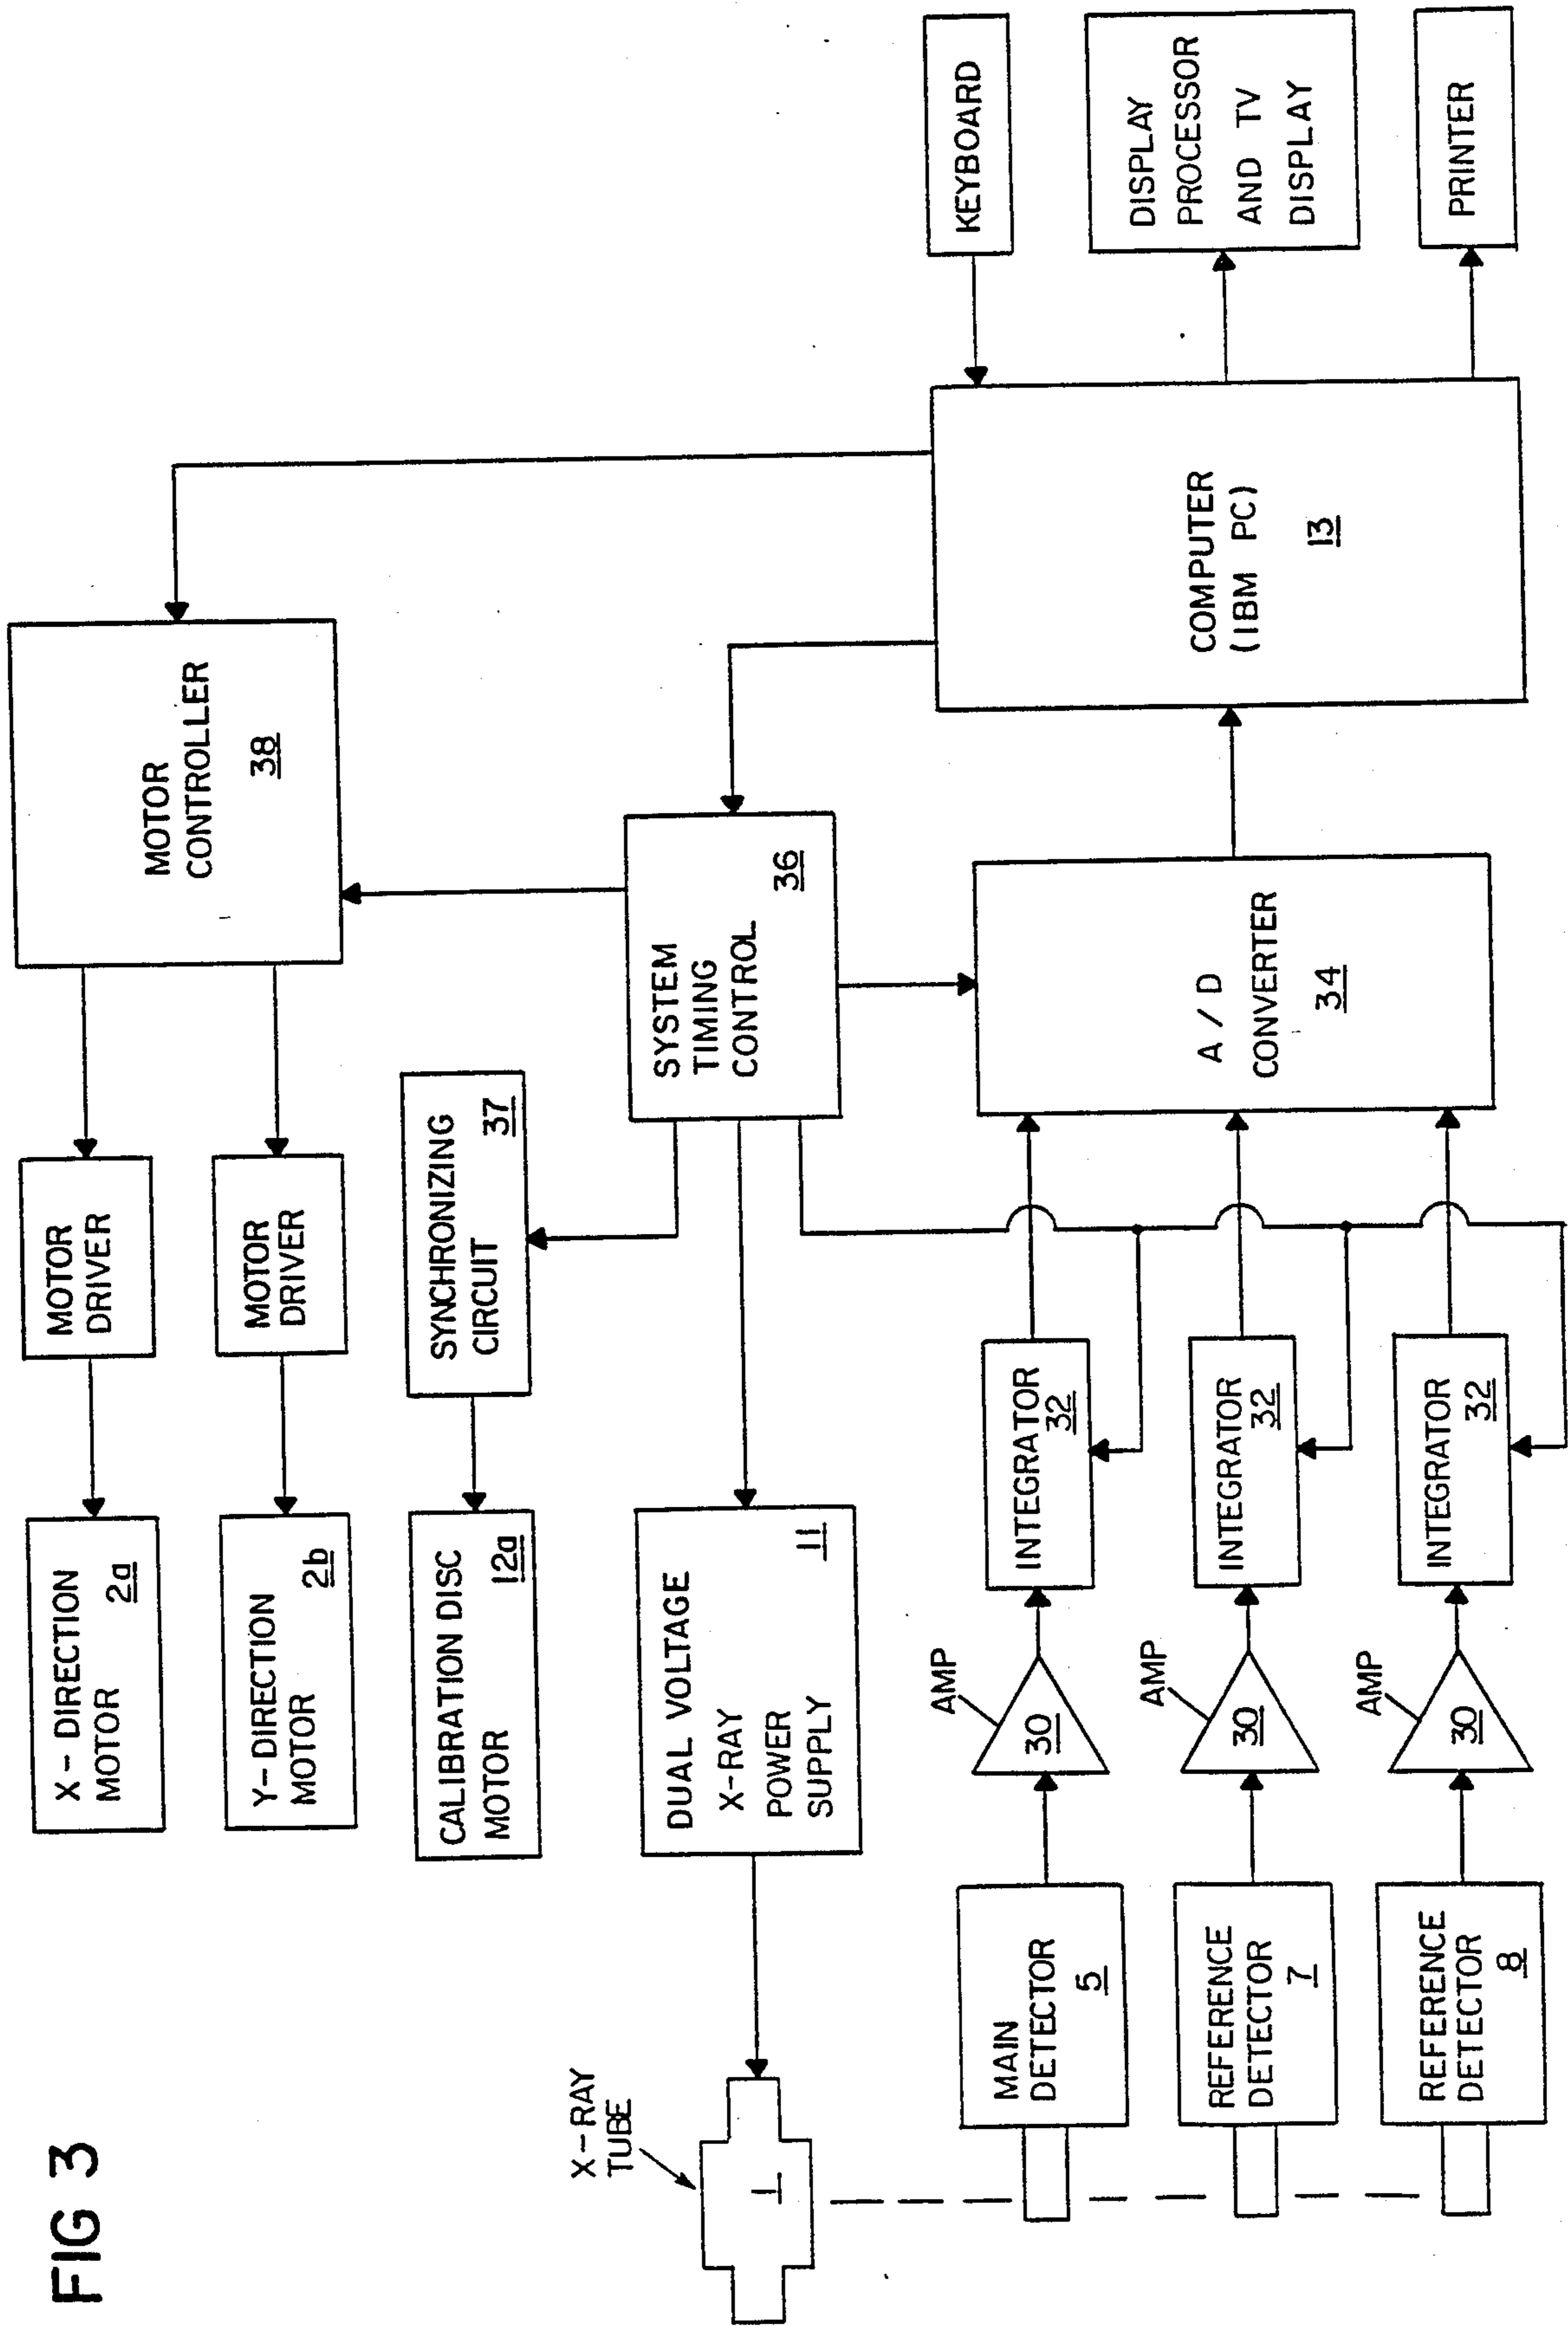 FIG 3
X-DIRECTION
MOTOR 2a
MOTOR
DRIVER
MOTOR
CONTROLLER
38
Y-DIRECTION
MOTOR 2b
MOTOR
DRIVER
CALIBRATION DISC
MOTOR 12a
SYNCHRONIZING
CIRCUIT 37
SYSTEM
TIMING
CONTROL 36
DUAL VOLTAGE
X-RAY
POWER
SUPPLY 11
X-RAY
TUBE
1
KEYBOARD
DISPLAY
PROCESSOR
AND TV
DISPLAY
PRINTER
COMPUTER
(IBM PC)
13
A/D
CONVERTER
34
MAIN
DETECTOR
5
AMP
30
INTEGRATOR
32
REFERENCE
DETECTOR
7
AMP
30
INTEGRATOR
32
REFERENCE
DETECTOR
8
AMP
30
INTEGRATOR
32